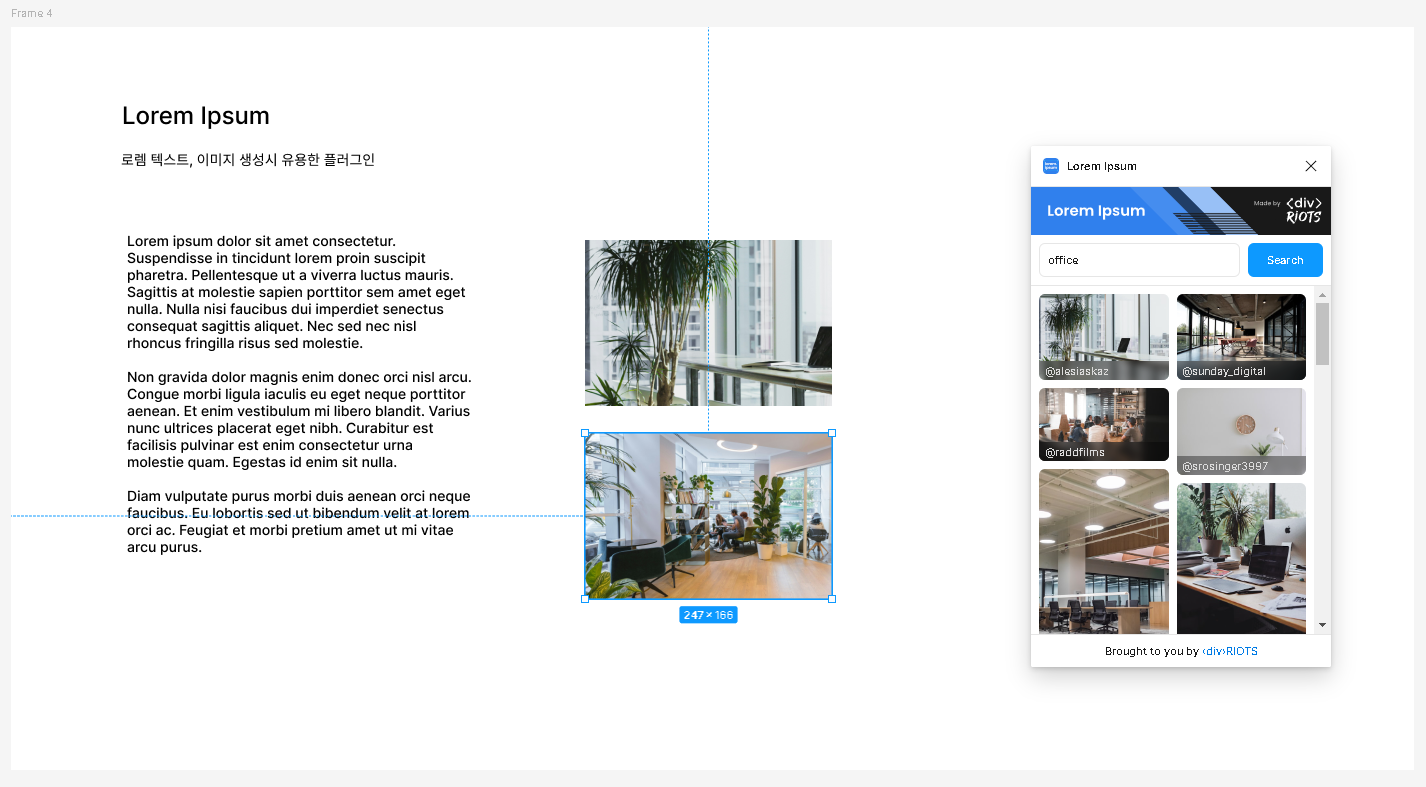 Frame 4
Lorem Ipsum
로렘 텍스트, 이미지 생성시 유용한 플러그인
Lorem ipsum dolor sit amet consectetur.
Suspendisse in tincidunt lorem proin suscipit
pharetra. Pellentesque ut a viverra luctus mauris.
Sagittis at molestie sapien porttitor sem amet eget
nulla. Nulla nisi faucibus dui imperdiet senectus
consequat sagittis aliquet. Nec sed nec nisl
rhoncus fringilla risus sed molestie.
Non gravida dolor magnis enim donec orci nisl arcu.
Congue morbi ligula iaculis eu eget neque porttitor
aenean. Et enim vestibulum mi libero blandit. Varius
nunc ultrices placerat eget nibh. Curabitur est
facilisis pulvinar est enim consectetur urna
molestie quam. Egestas id enim sit nulla.
Diam vulputate purus morbi duis aenean orci neque
faucibus. Eu lobortis sed ut bibendum velit at lorem
orci ac. Feugiat et morbi pretium amet ut mi vitae
arcu purus.
247 × 166
Lorem Ipsum
Lorem Ipsum
Made by <div>
RIOTS
office
Search
@alesiaskaz
@sunday_digital
@raddfilms
@srosinger3997
Brought to you by ‹div›RIOTS